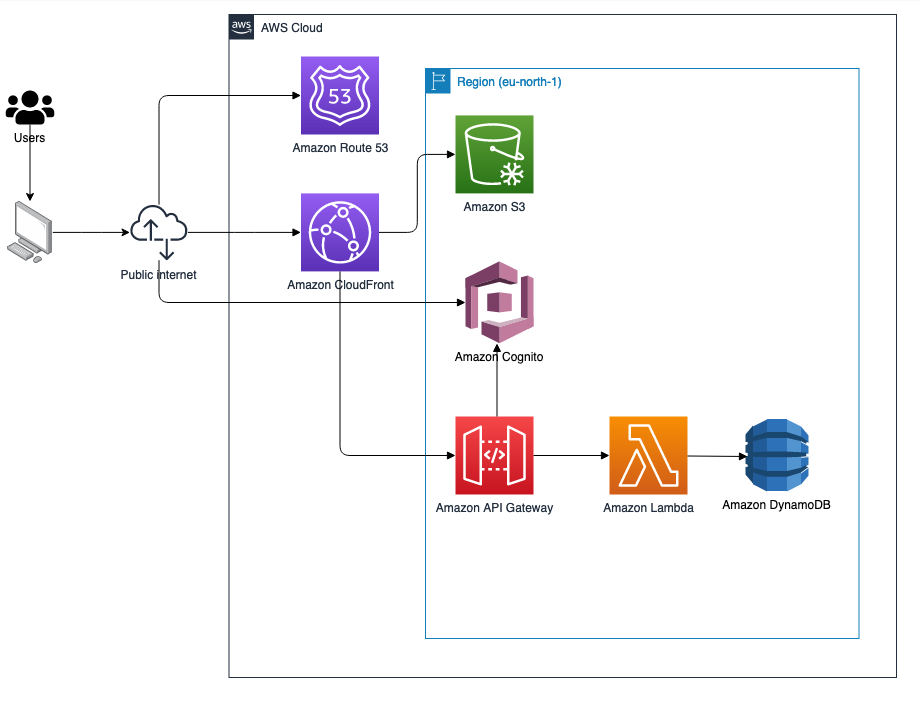 aws
AWS Cloud
Region (eu-north-1)
53
Users
Amazon Route 53
Amazon S3
Public internet
Amazon CloudFront
Amazon Cognito
</>
Amazon API Gateway
Amazon Lambda
Amazon DynamoDB